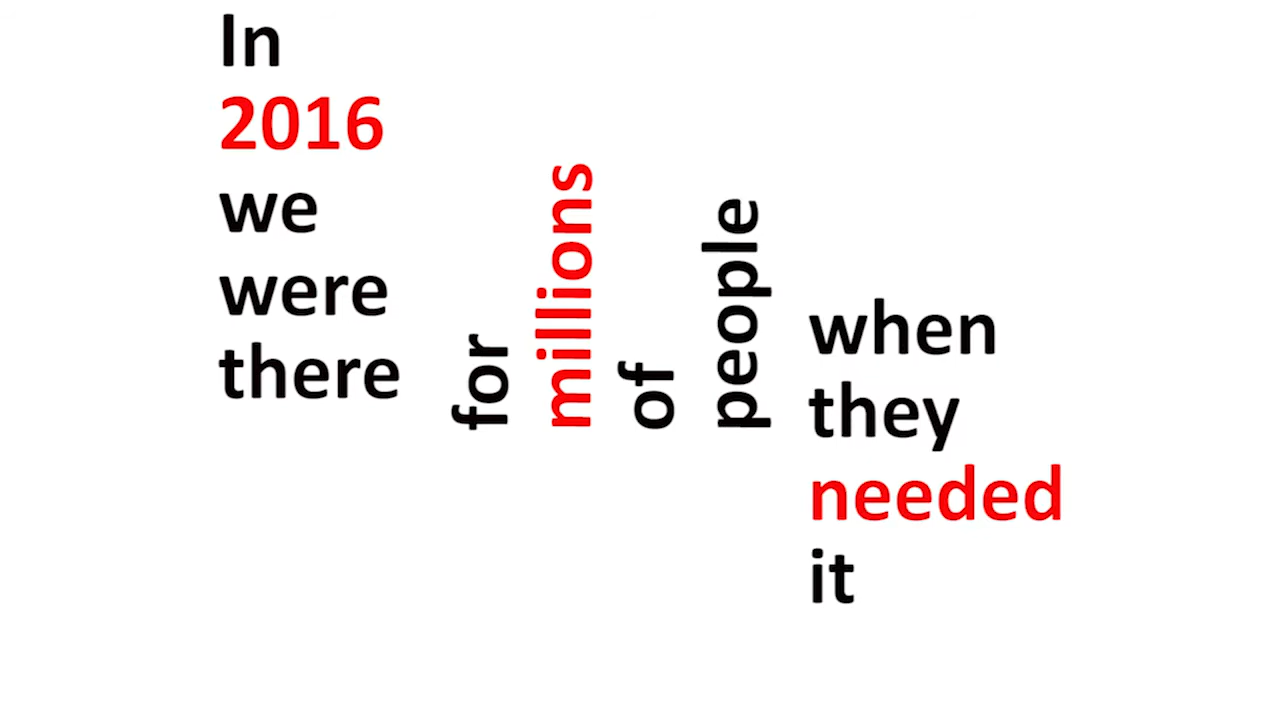 In
2016
we
were
there
for
millions
of
people
when
they
needed
it